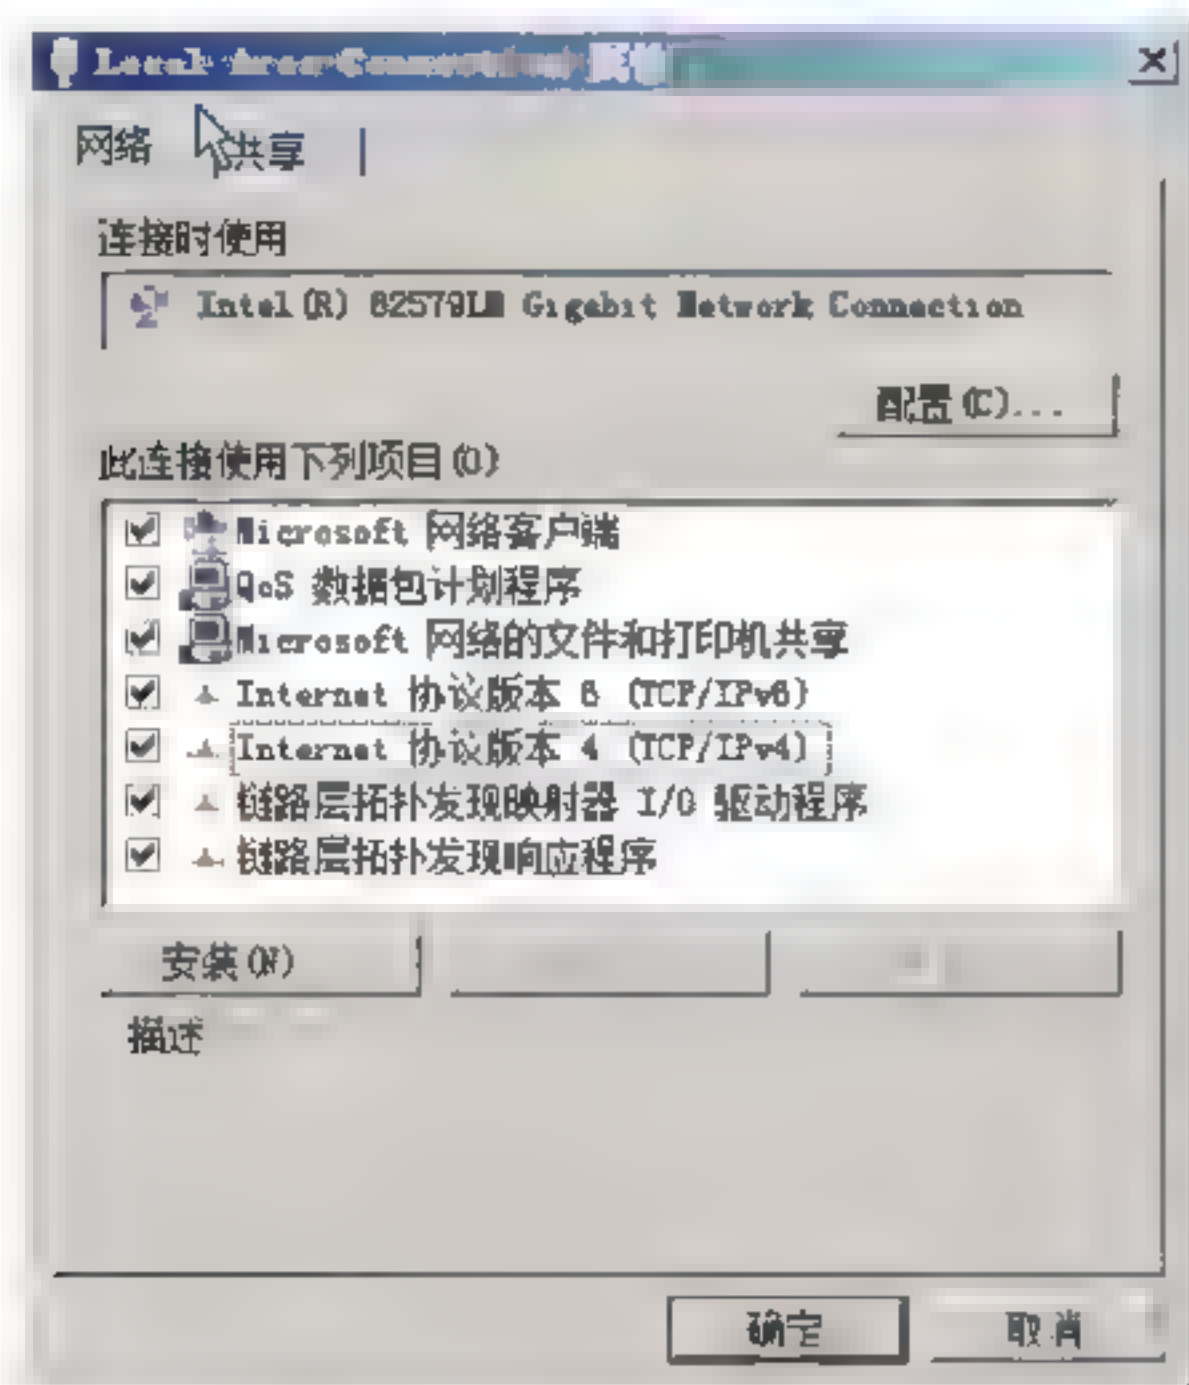 Local Area Connection 属性
网络 共享
连接时使用
Intel(R) 82579LM Gigabit Network Connection
配置(C)...
此连接使用下列项目(O)
Microsoft 网络客户端
QoS 数据包计划程序
Microsoft 网络的文件和打印机共享
Internet 协议版本 6 (TCP/IPv6)
Internet 协议版本 4 (TCP/IPv4)
链路层拓扑发现映射器 I/O 驱动程序
链路层拓扑发现响应程序
安装(N)
描述
确定 取消